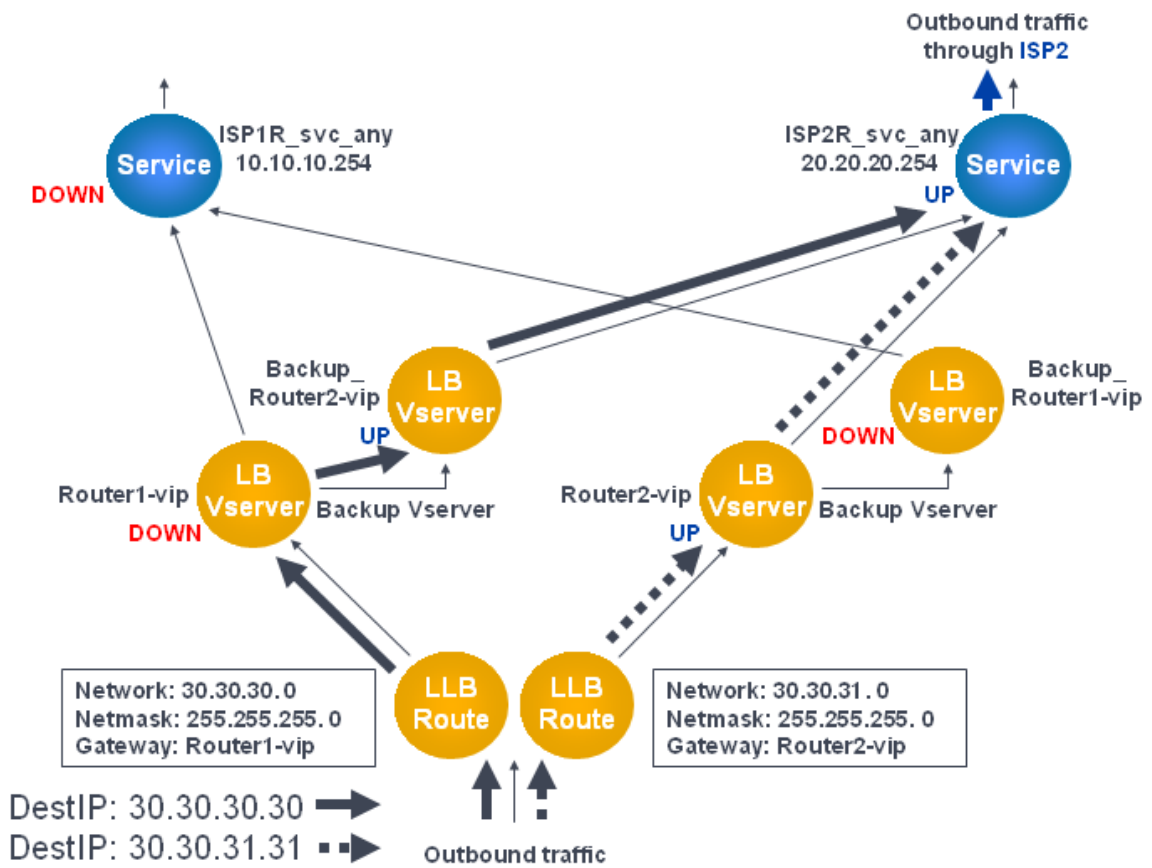 Outbound traffic
through ISP2
ISP1R_svc_any
10.10.10.254
Service
DOWN
ISP2R_svc_any
20.20.20.254
Service
UP
Backup_
Router2-vip
LB
Vserver
UP
LB
Vserver
Backup_
Router1-vip
DOWN
Router1-vip
LB
Vserver
Backup Vserver
DOWN
Router2-vip
LB
Vserver
Backup Vserver
UP
Network: 30.30.30.0
Netmask: 255.255.255.0
Gateway: Router1-vip
LLB
Route
LLB
Route
Network: 30.30.31.0
Netmask: 255.255.255.0
Gateway: Router2-vip
DestIP: 30.30.30.30
DestIP: 30.30.31.31
Outbound traffic